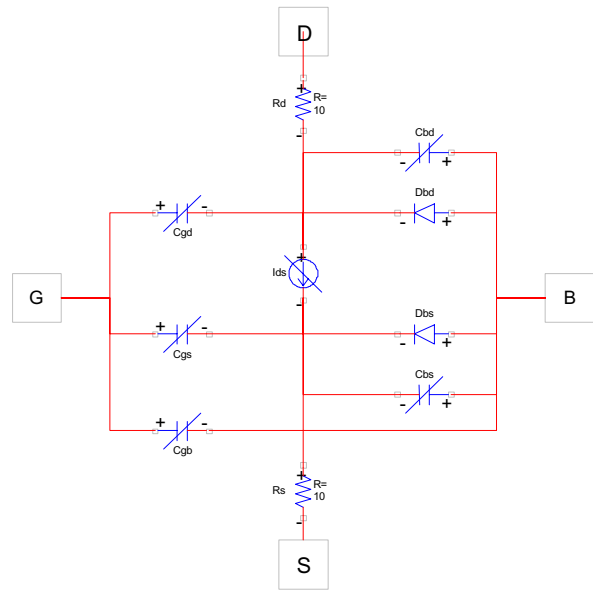 D
+
Rd
R=
10
-
Cbd
-
+
+
-
Cgd
Dbd
-
+
+
Ids
-
G
B
+
-
Cgs
Dbs
-
+
Cbs
-
+
+
-
Cgb
+
Rs
R=
10
-
S